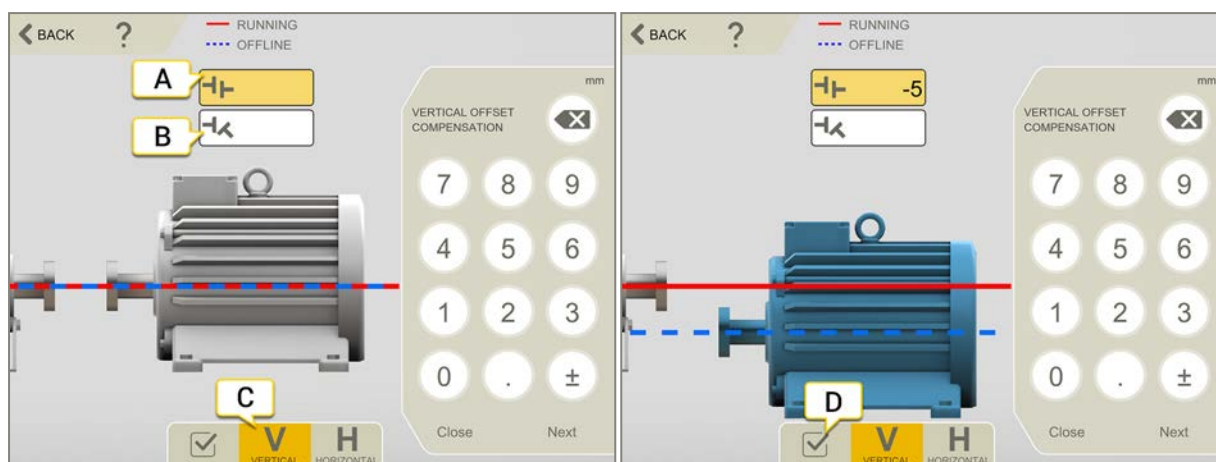 BACK
?
RUNNING
OFFLINE
A
B
mm
VERTICAL OFFSET
COMPENSATION
7 8 9
4 5 6
1 2 3
0 . ±
C
V
VERTICAL
H
HORIZONTAL
Close
Next
BACK
?
RUNNING
OFFLINE
-5
mm
VERTICAL OFFSET
COMPENSATION
7 8 9
4 5 6
1 2 3
0 . ±
D
V
VERTICAL
H
HORIZONTAL
Close
Next